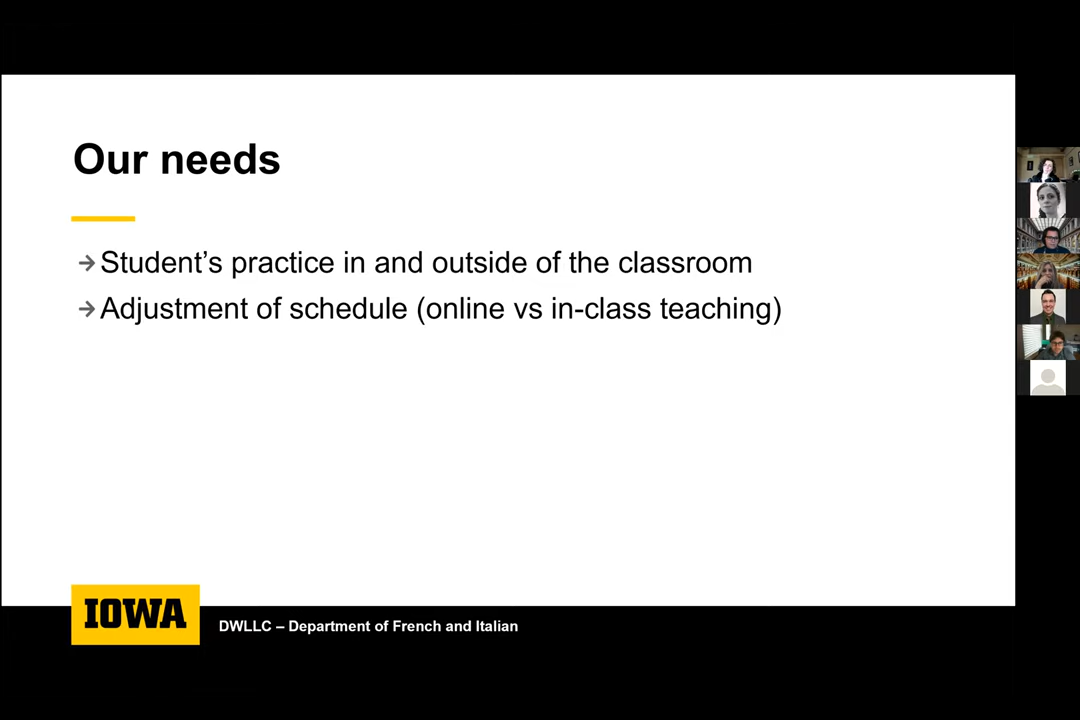 Our needs
→Student’s practice in and outside of the classroom
→Adjustment of schedule (online vs in-class teaching)
IOWA
DWLLC – Department of French and Italian